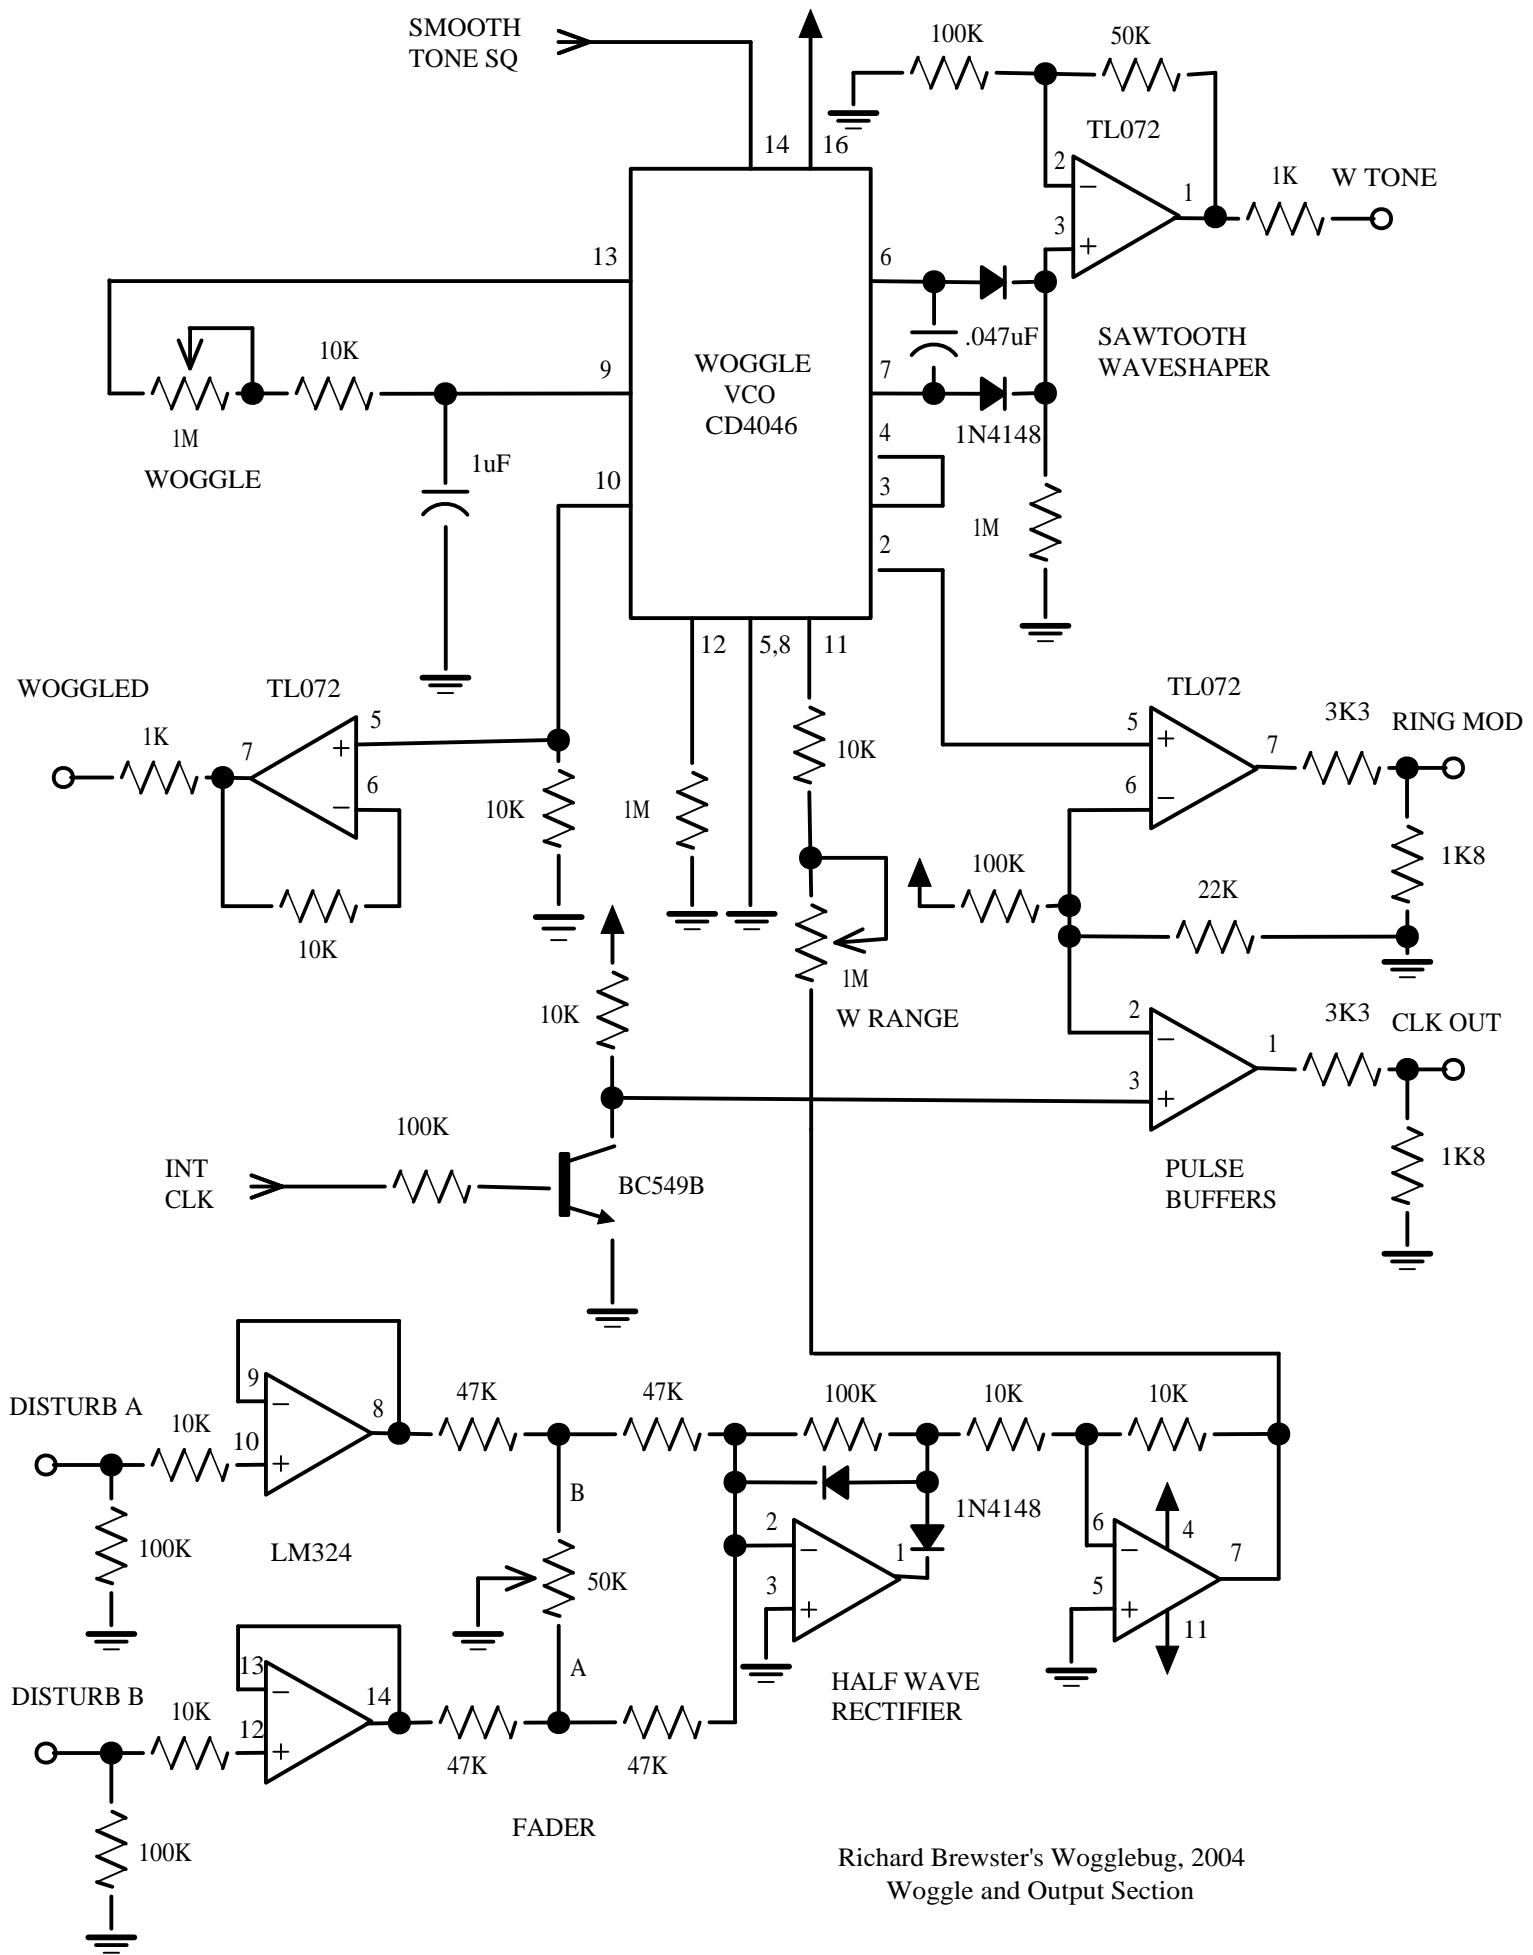 SMOOTH
TONE SQ
14
16
100K
50K
TL072
2
−
3
+
1
1K
W TONE
13
6
10K
9
1M
WOGGLE
1uF
10
WOGGLE
VCO
CD4046
.047uF
7
SAWTOOTH
WAVESHAPER
1N4148
4
3
2
1M
12
5,8
11
WOGGLED
TL072
1K
7
5
+
6
−
10K
10K
1M
10K
TL072
5
+
6
−
7
3K3
RING MOD
100K
22K
1K8
1M
W RANGE
10K
2
−
3
+
1
3K3
CLK OUT
100K
INT
CLK
BC549B
PULSE
BUFFERS
1K8
DISTURB A
10K
9
−
10
+
8
47K
47K
100K
10K
10K
B
1N4148
100K
LM324
50K
2
−
3
+
1
6
−
5
+
4
7
11
A
DISTURB B
10K
13
−
12
+
14
HALF WAVE
RECTIFIER
47K
47K
100K
FADER
Richard Brewster's Wogglebug, 2004
Woggle and Output Section